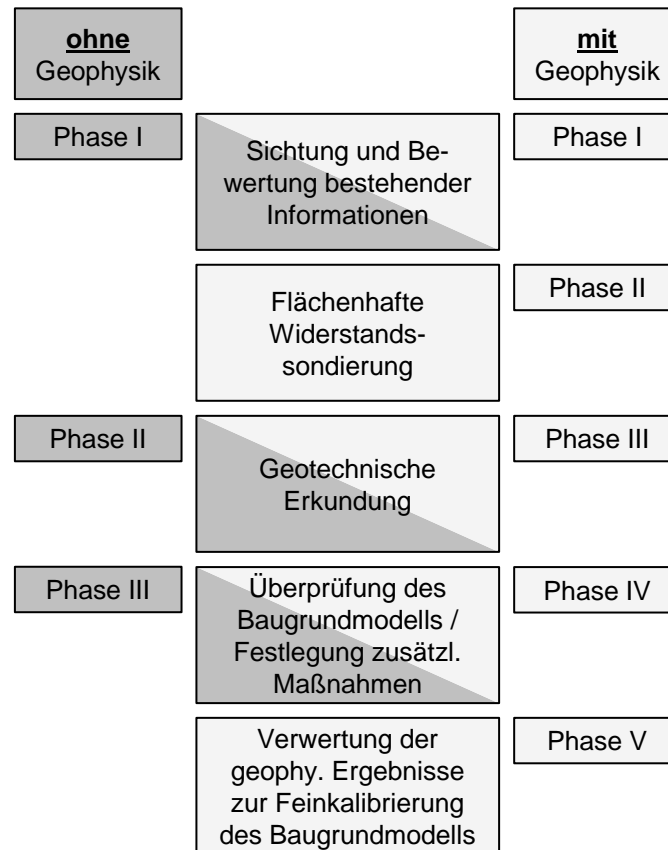 ohne
Geophysik
mit
Geophysik
Phase I
Sichtung und Be-
wertung bestehender
Informationen
Phase I
Flächenhafte
Widerstands-
sondierung
Phase II
Phase II
Geotechnische
Erkundung
Phase III
Phase III
Überprüfung des
Baugrundmodells /
Festlegung zusätzl.
Maßnahmen
Phase IV
Verwertung der
geophy. Ergebnisse
zur Feinkalibrierung
des Baugrundmodells
Phase V